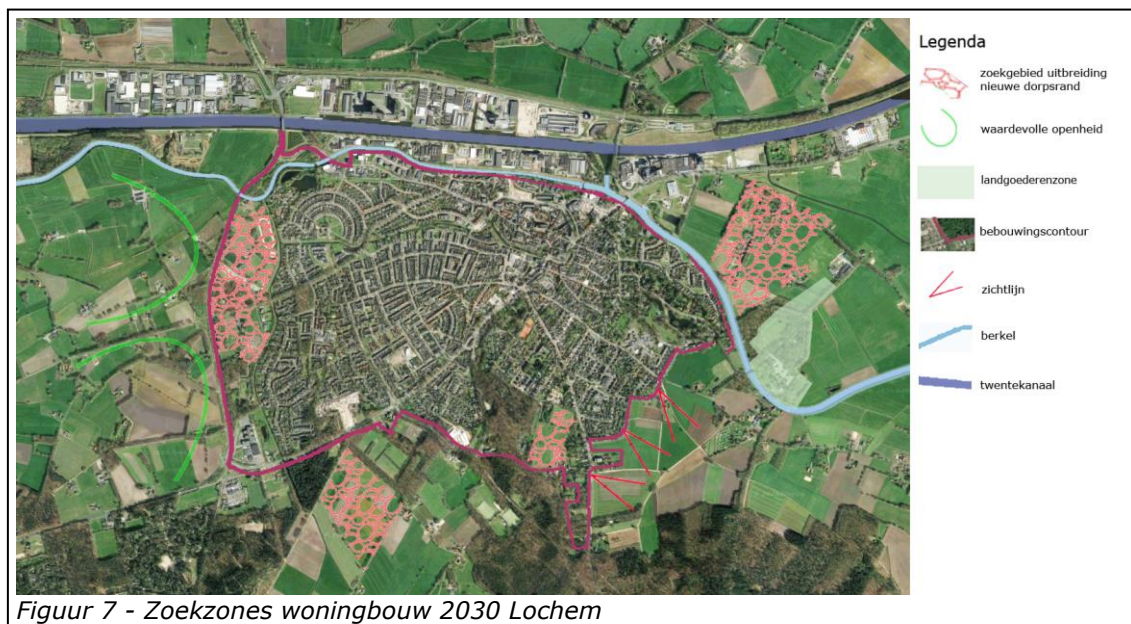 Legenda
zoekgebied uitbreiding
nieuwe dorpsrand
waardevolle openheid
landgoederenzone
bebouwingscontour
zichtlijn
berkel
twentekanaal
Figuur 7 - Zoekzones woningbouw 2030 Lochem